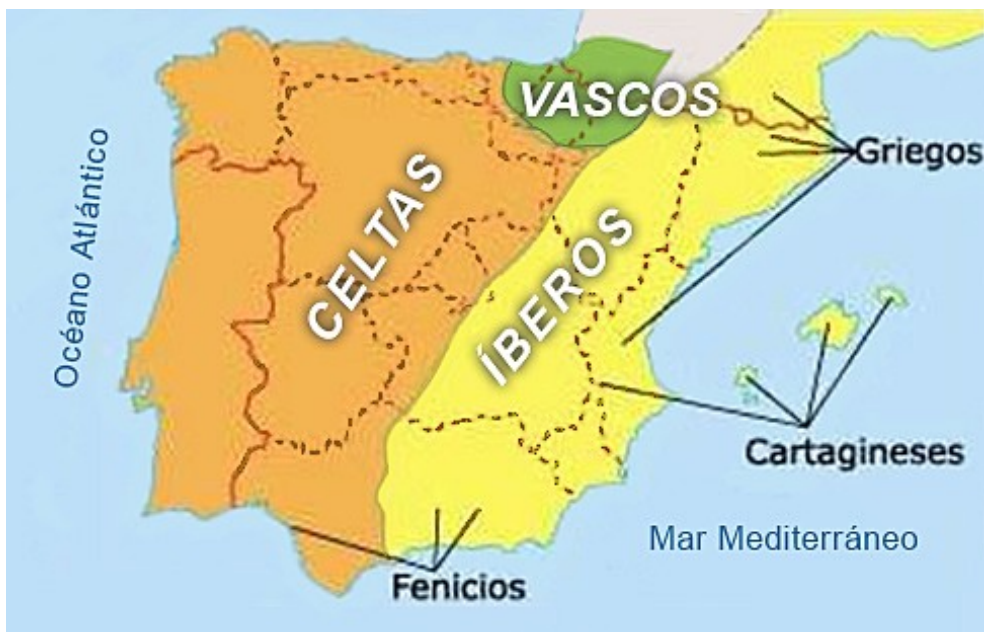 VASCOS
Griegos
Océano Atlántico
CELTAS
ÍBEROS
Cartagineses
Mar Mediterráneo
Fenicios